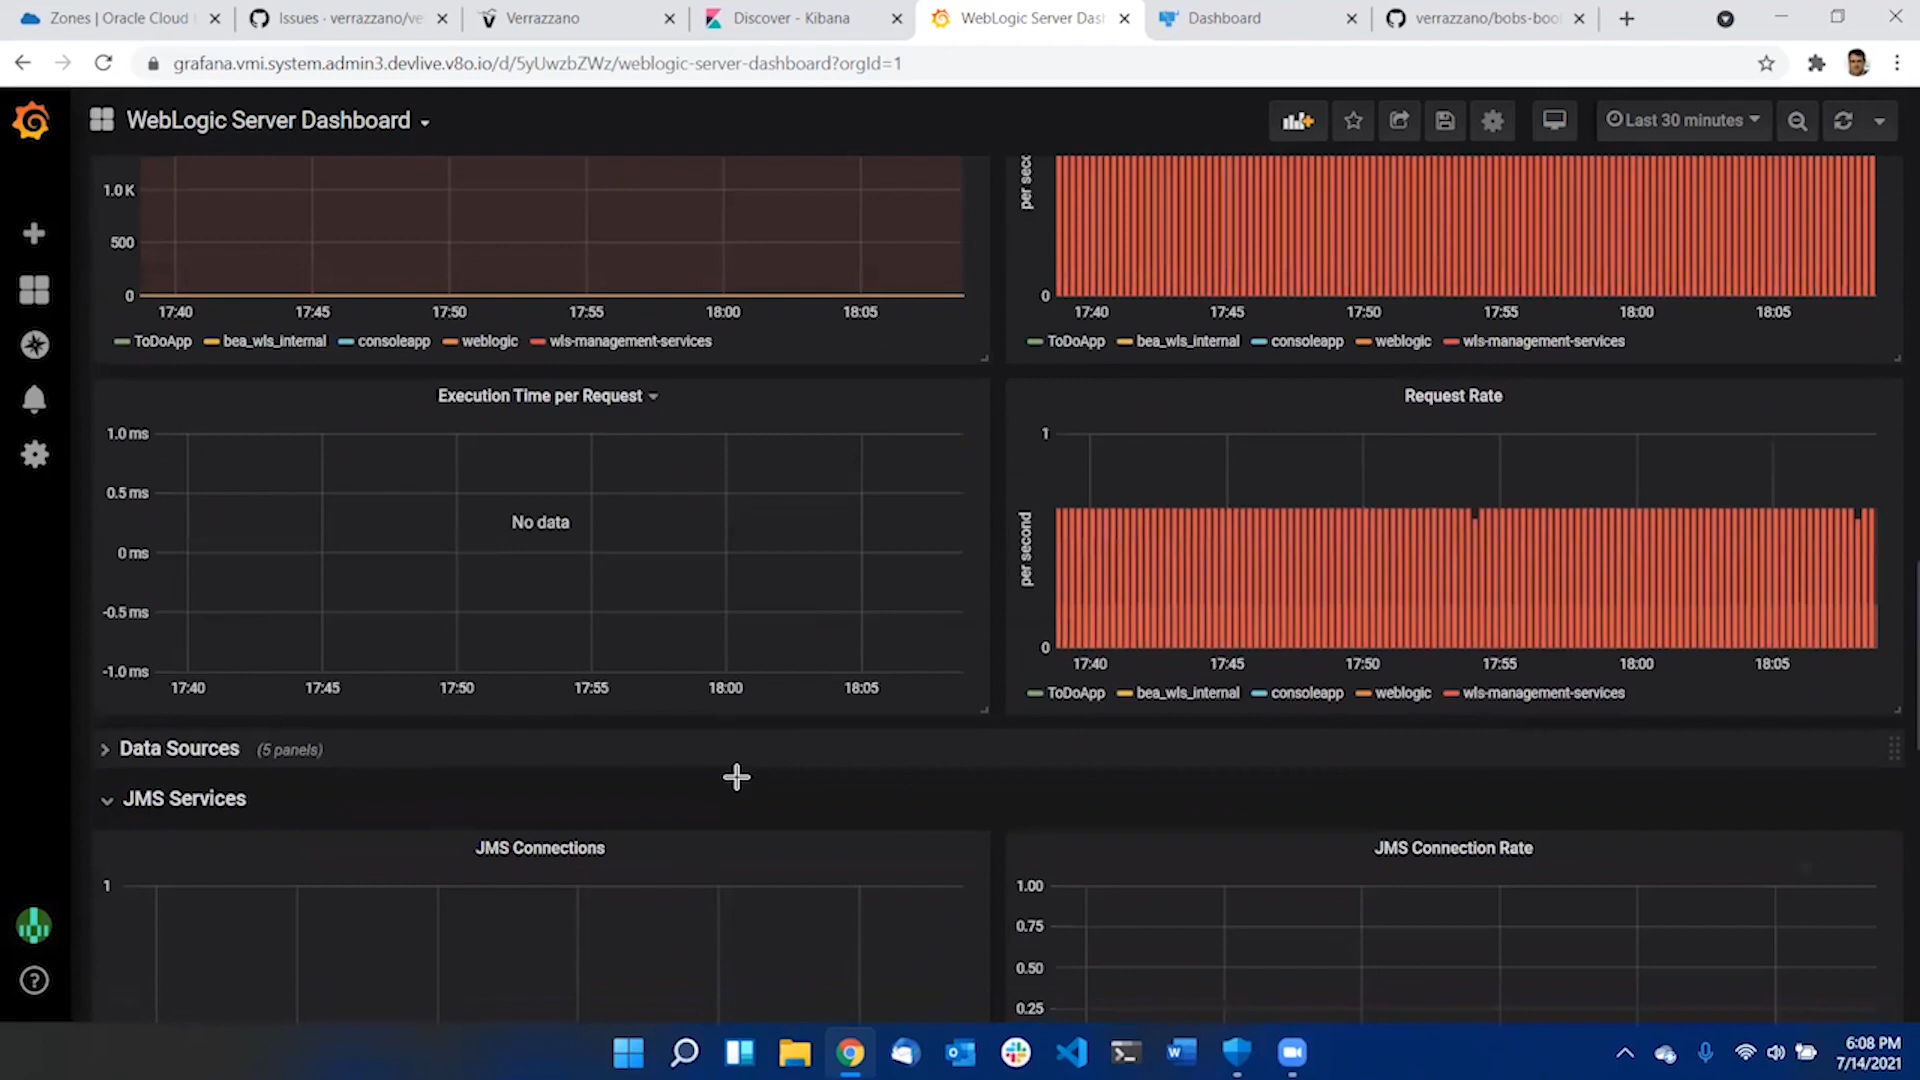 Zones | Oracle Cloud
Issues · verrazzano/ve
Verrazzano
Discover - Kibana
WebLogic Server Das
Dashboard
verrazzano/bobs-boo
grafana.vmi.system.admin3.devlive.v8o.io/d/5yUwzbZWz/weblogic-server-dashboard?orgId=1
WebLogic Server Dashboard
Last 30 minutes
1.0 K
500
0
17:40 17:45 17:50 17:55 18:00 18:05
ToDoApp bea_wls_internal consoleapp weblogic wls-management-services
per sec
0
17:40 17:45 17:50 17:55 18:00 18:05
ToDoApp bea_wls_internal consoleapp weblogic wls-management-services
Execution Time per Request
1.0 ms
0.5 ms
No data
0 ms
-0.5 ms
-1.0 ms
17:40 17:45 17:50 17:55 18:00 18:05
Request Rate
1
per second
0
17:40 17:45 17:50 17:55 18:00 18:05
ToDoApp bea_wls_internal consoleapp weblogic wls-management-services
Data Sources (5 panels)
JMS Services
JMS Connections
1
JMS Connection Rate
1.00
0.75
0.50
0.25
6:08 PM
7/14/2021